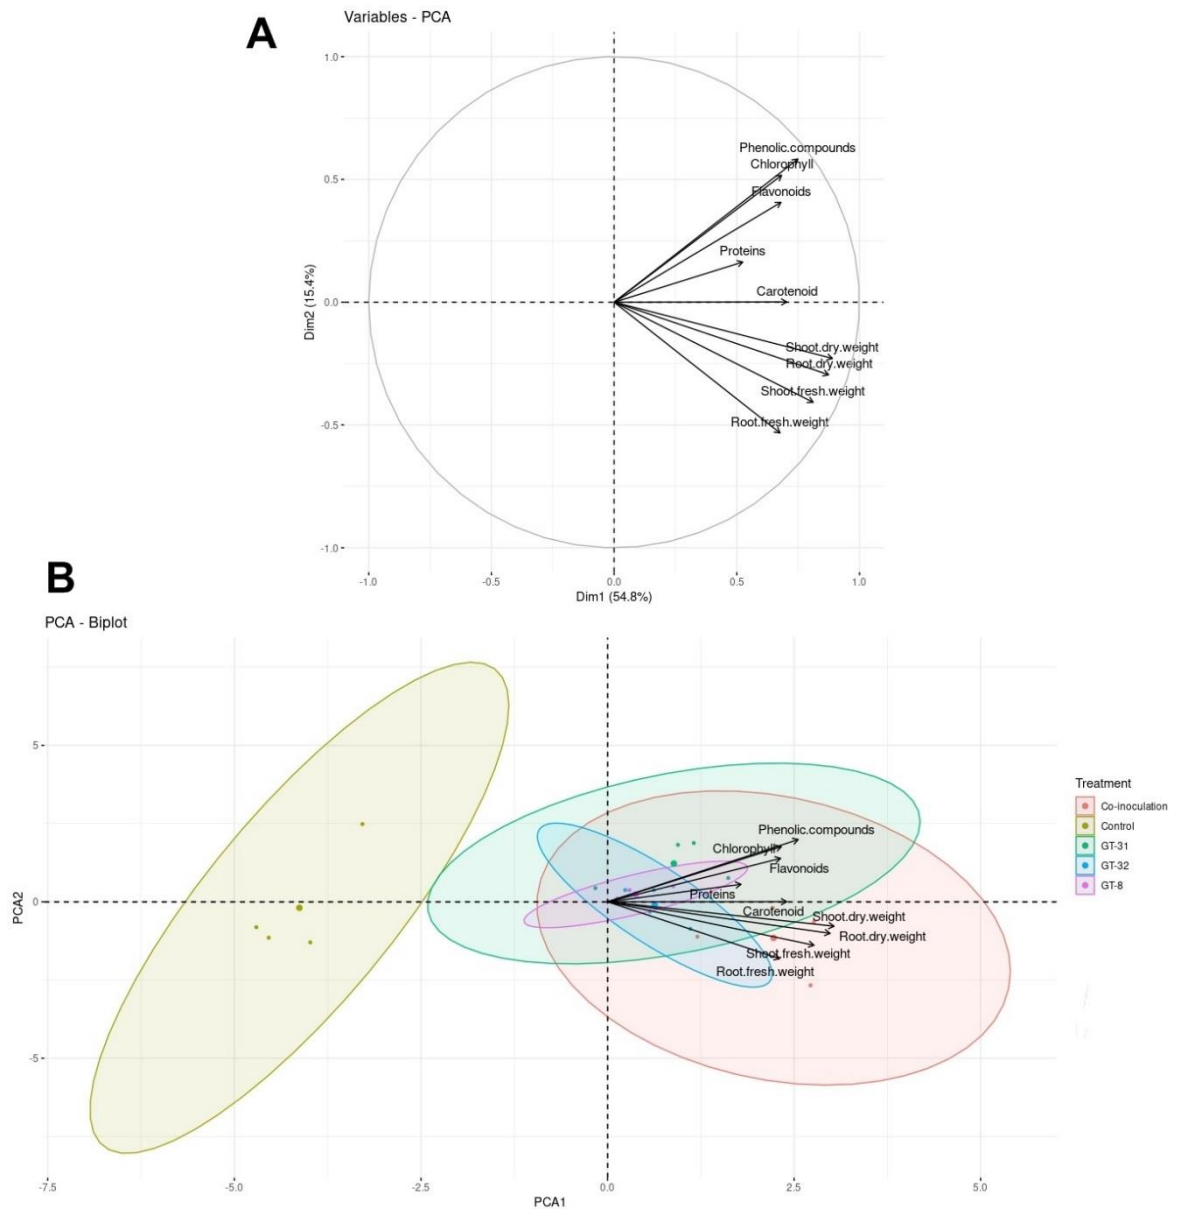 A
Variables - PCA
1.0
Phenolic.compounds
Chlorophyll
0.5
Flavonoids
Proteins
Carotenoid
0.0
Dim2 (15.4%)
Shoot.dry.weight
Root.dry.weight
Shoot.fresh.weight
Root.fresh.weight
-0.5
-1.0
-1.0 -0.5 0.0 0.5 1.0
Dim1 (54.8%)
B
PCA - Biplot
5
Phenolic.compounds
Chlorophyll
Flavonoids
Proteins
Carotenoid
0
PCA2
Shoot.dry.weight
Root.dry.weight
Shoot.fresh.weight
Root.fresh.weight
-5
-7.5 -5.0 -2.5 0.0 2.5 5.0
PCA1
Treatment
Co-inoculation
Control
GT-31
GT-32
GT-8